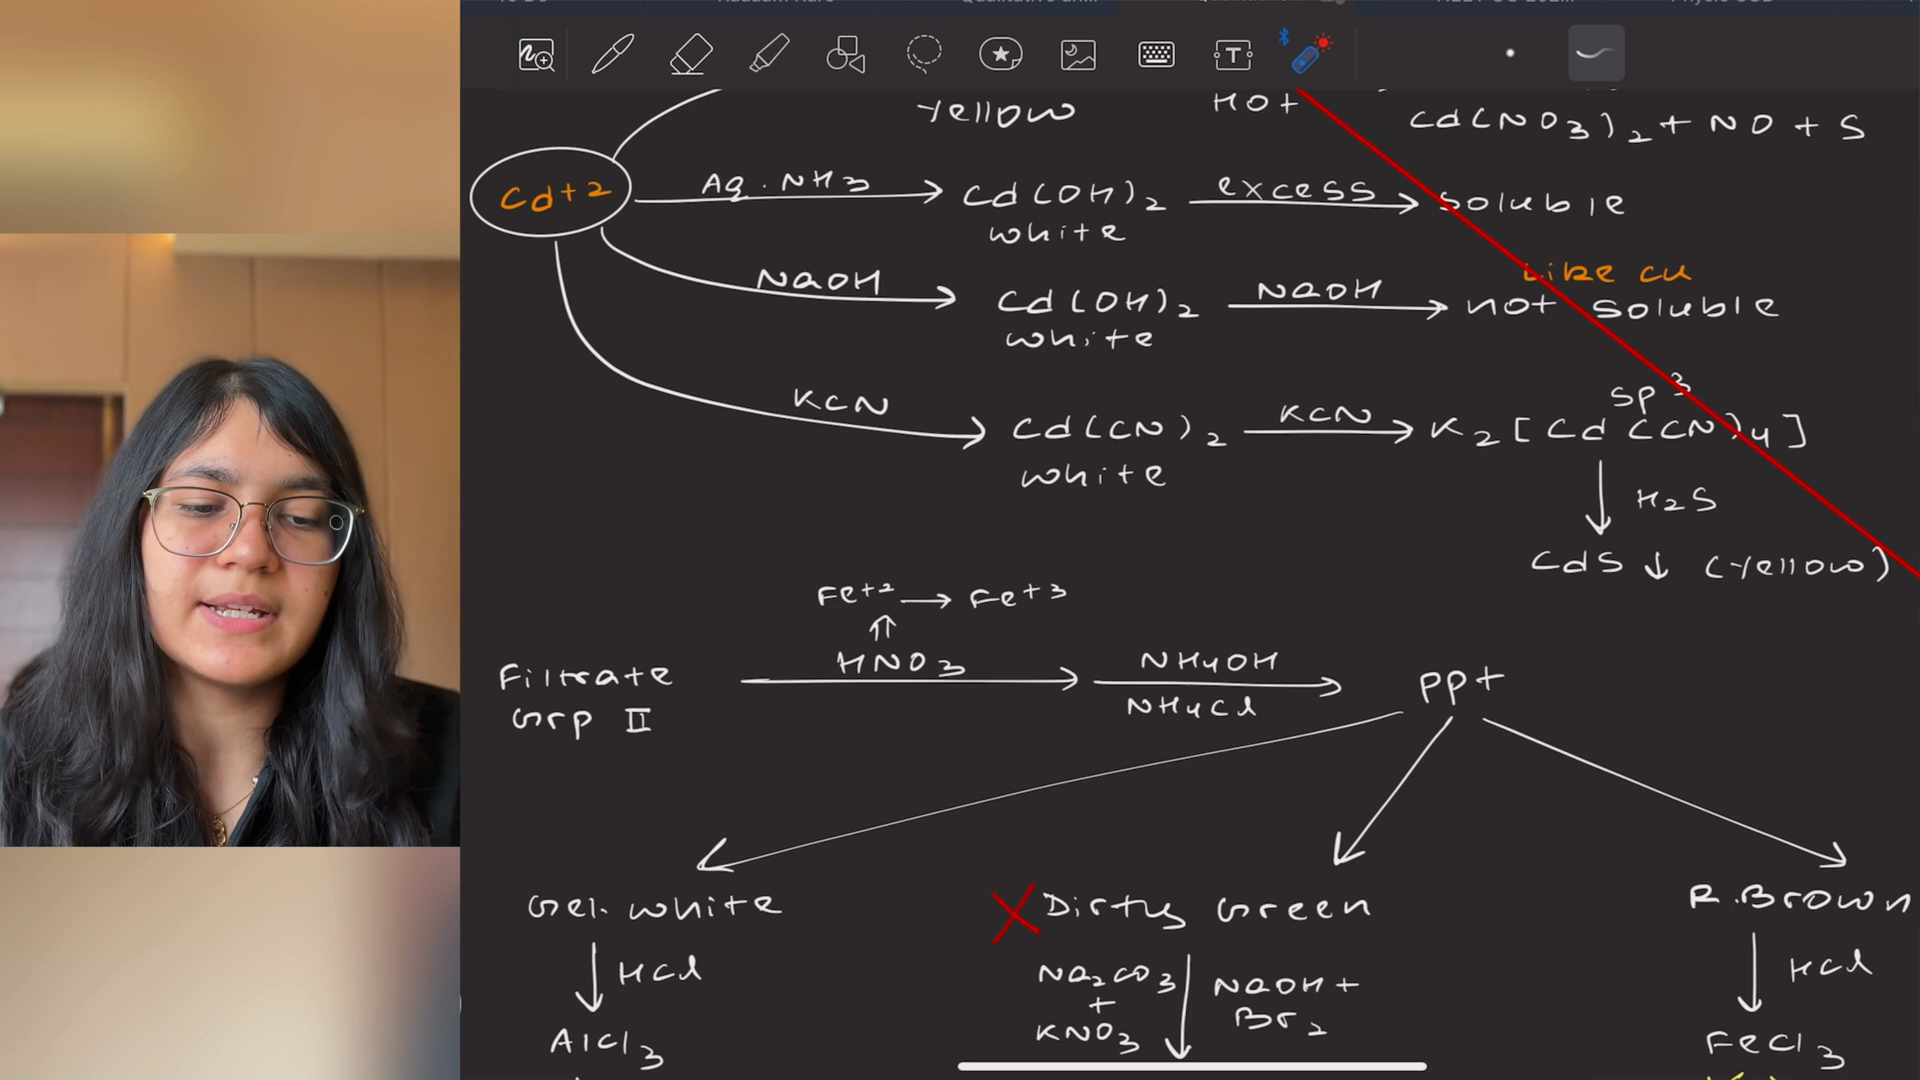 yellow
HOT
Cd(NO3)2 + NO + S
Cd+2
Aq. NH3
Cd(OH)2
white
excess
soluble
NaOH
Cd(OH)2
white
NaOH
Like Cu
not soluble
KCN
Cd(CN)2
white
KCN
sp3
K2[Cd(CN)4]
H2S
CdS ↓ (yellow)
Fe+2 → Fe+3
⇑
Filtrate
Grp II
HNO3
NH4OH
NH4Cl
ppt
Gel. white
HCl
AlCl3
Dirty Green
Na2CO3
+
KNO3
NaOH +
Br2
R.Brown
HCl
FeCl3